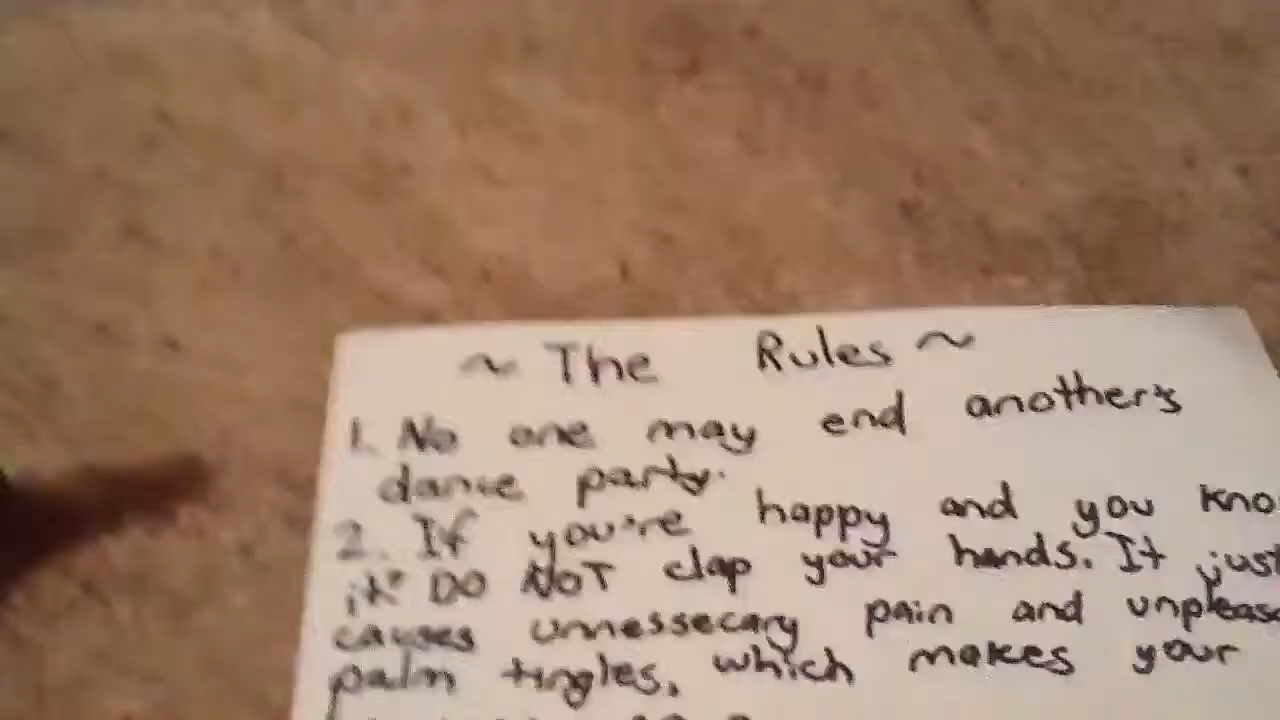 ~ The Rules ~
1. No one may end another's
dance party.
2. If you're happy and you kno
it? DO NOT clap your hands. It just
causes unnessecary pain and unpleasa
palm tingles, which makes your